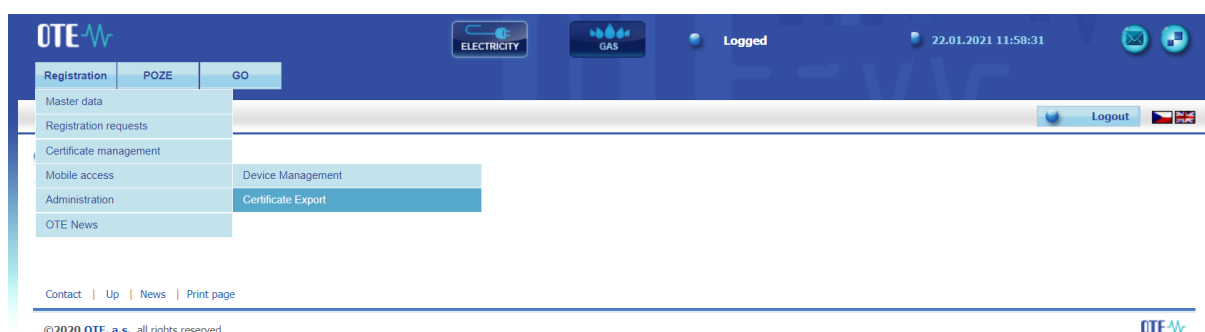 OTE
ELECTRICITY
GAS
Logged
22.01.2021 11:58:31
Registration POZE GO
Master data
Registration requests
Logout
Certificate management
Mobile access
Device Management
Administration
Certificate Export
OTE News
Contact | Up | News | Print page
©2020 OTE, a.s. all rights reserved
OTE